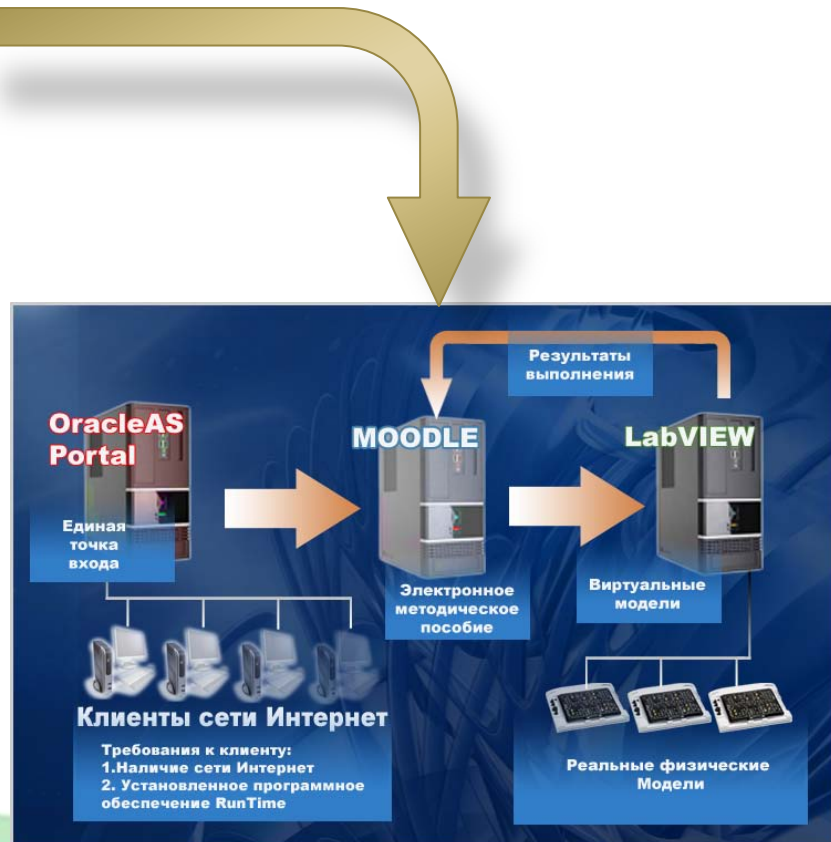 Результаты
выполнения
OracleAS
Portal
MOODLE
LabVIEW
Единая
точка
входа
Электронное
методическое
пособие
Виртуальные
модели
Клиенты сети Интернет
Требования к клиенту:
1.Наличие сети Интернет
2. Установленное программное
обеспечение RunTime
Реальные физические
Модели